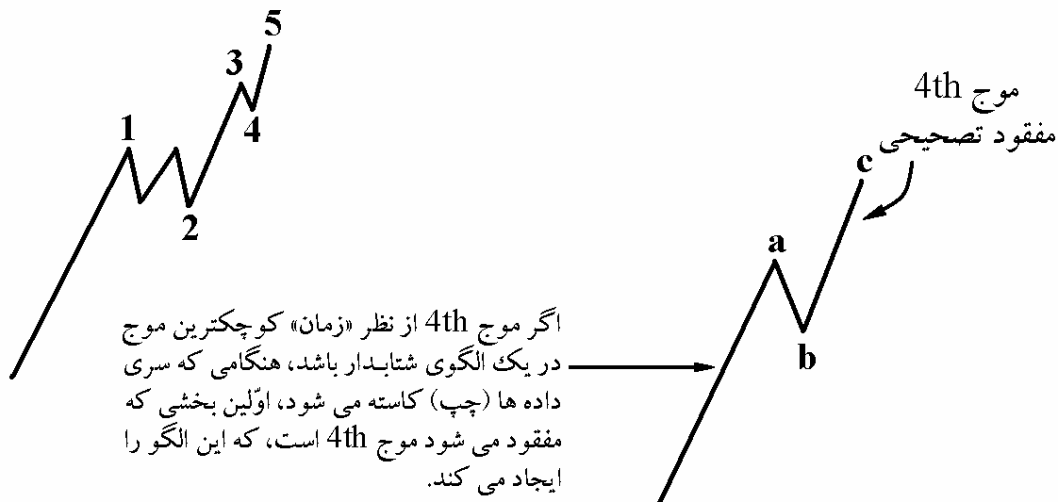 5
3
4
1
2
موج 4th
مفقود تصحیحی
c
a
b
اگر موج 4th از نظر «زمان» کوچکترین موج
در یک الگوی شتابـدار باشد، هنگامی که سری
داده ها (چپ) کاسته می شود، اوّلین بخشی که
مفقود می شود موج 4th است، که این الگو را
ایجاد می کند.